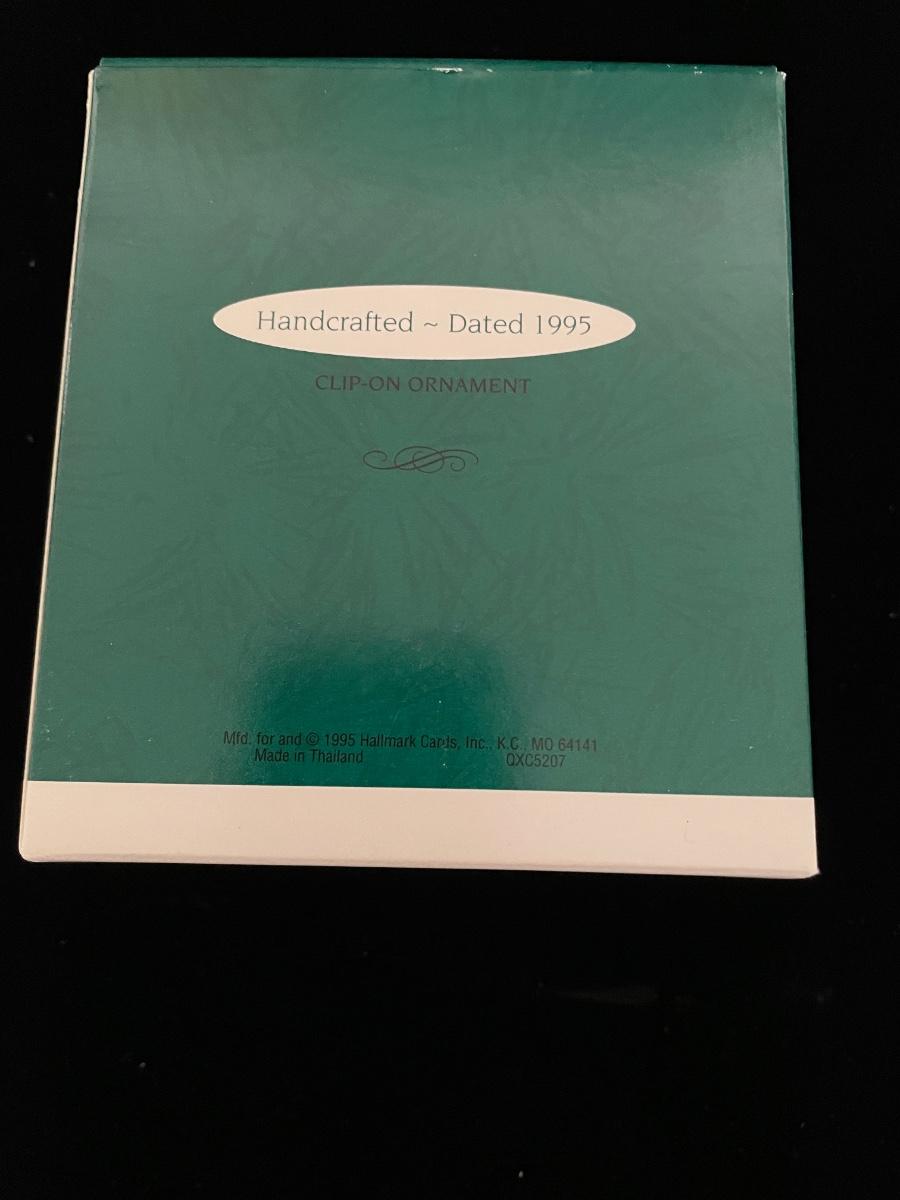 Handcrafted ~ Dated 1995
CLIP-ON ORNAMENT
Mfd. for and © 1995 Hallmark Cards, Inc., K.C., MO 64141
Made in Thailand QXC5207